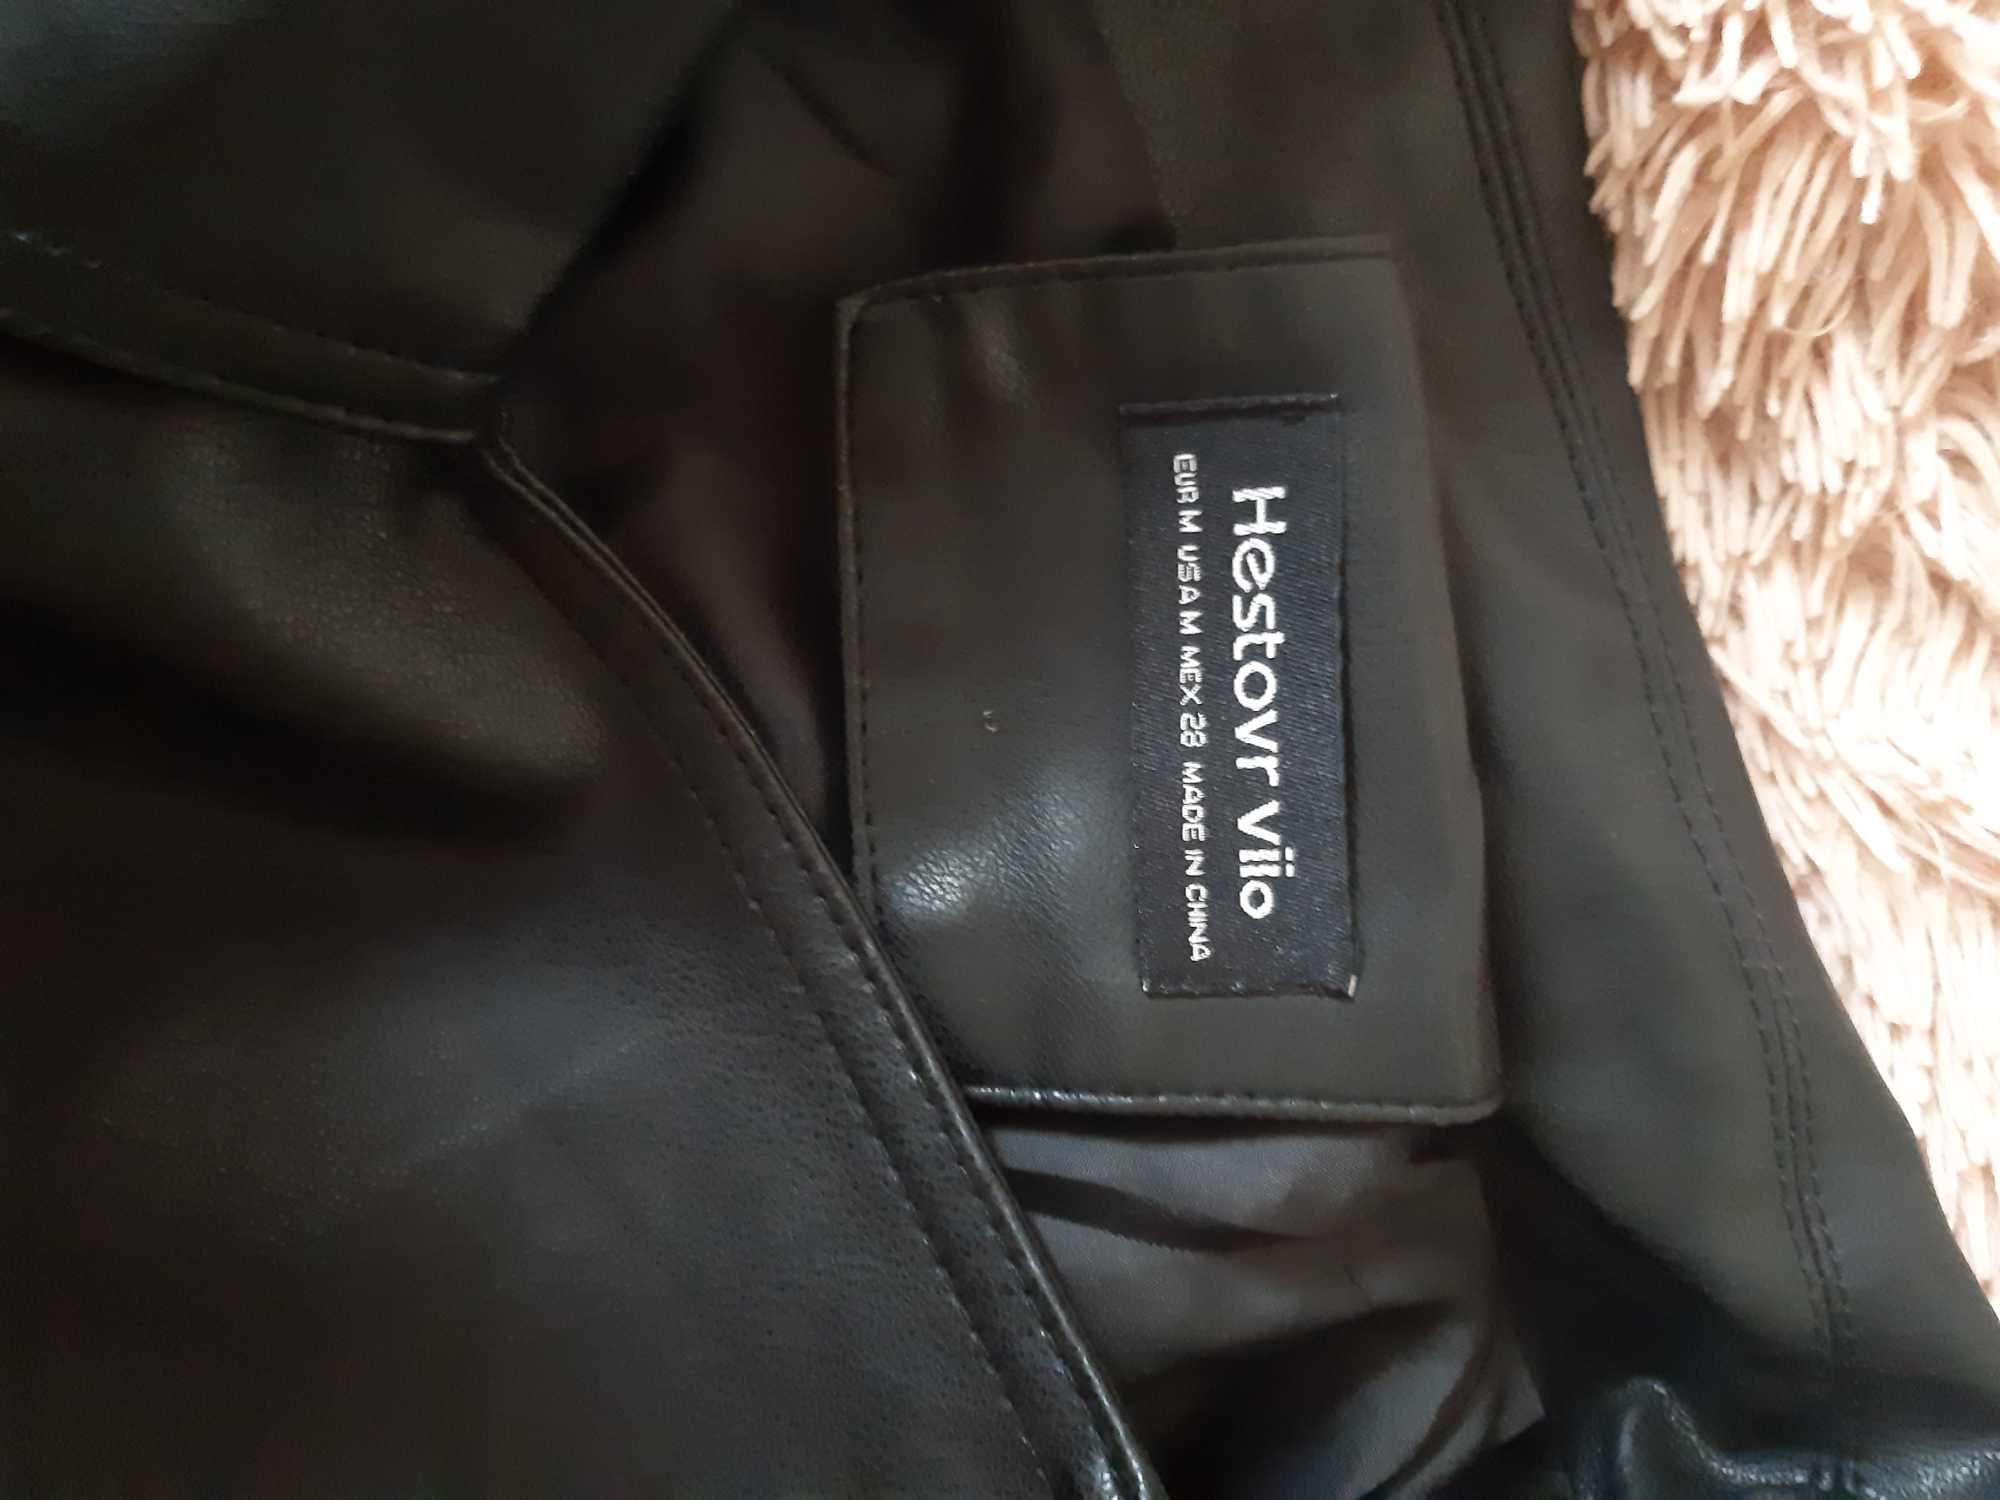 Hestovr viio
EUR M USA M MEX 28 MADE IN CHINA